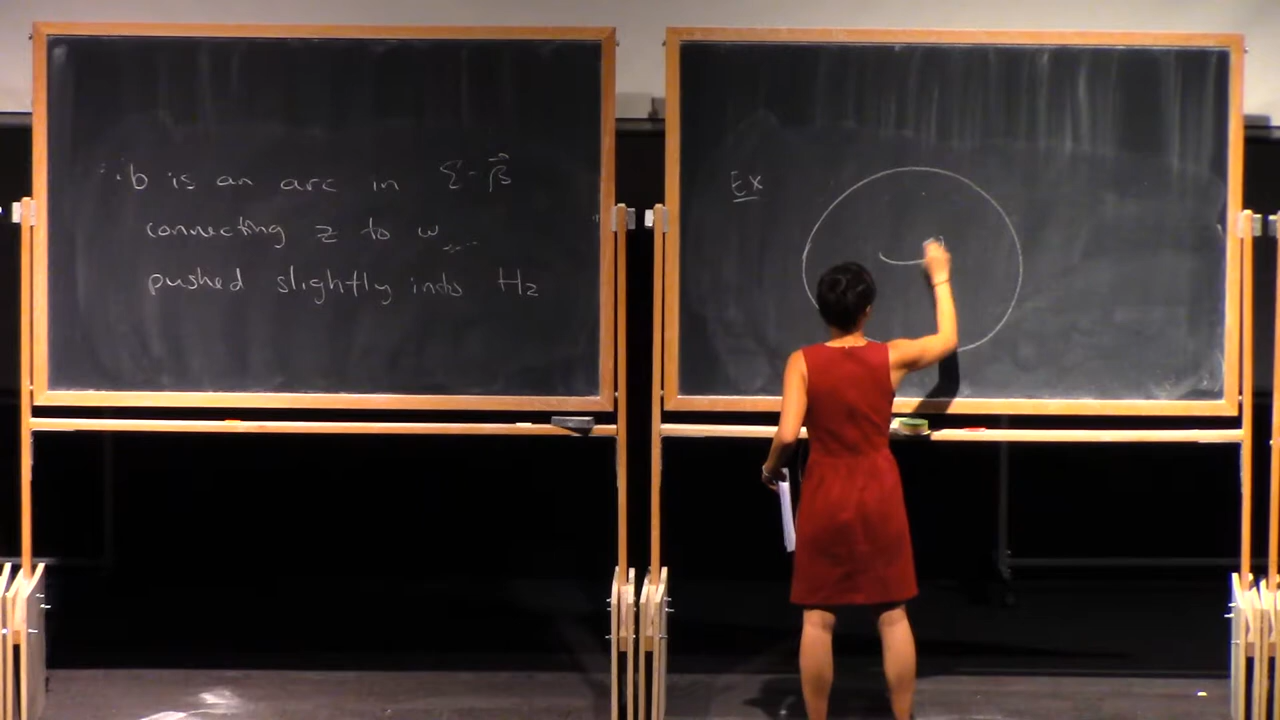 · b is an arc in Σ - β⃗
connecting z to w
pushed slightly into H₂
Ex